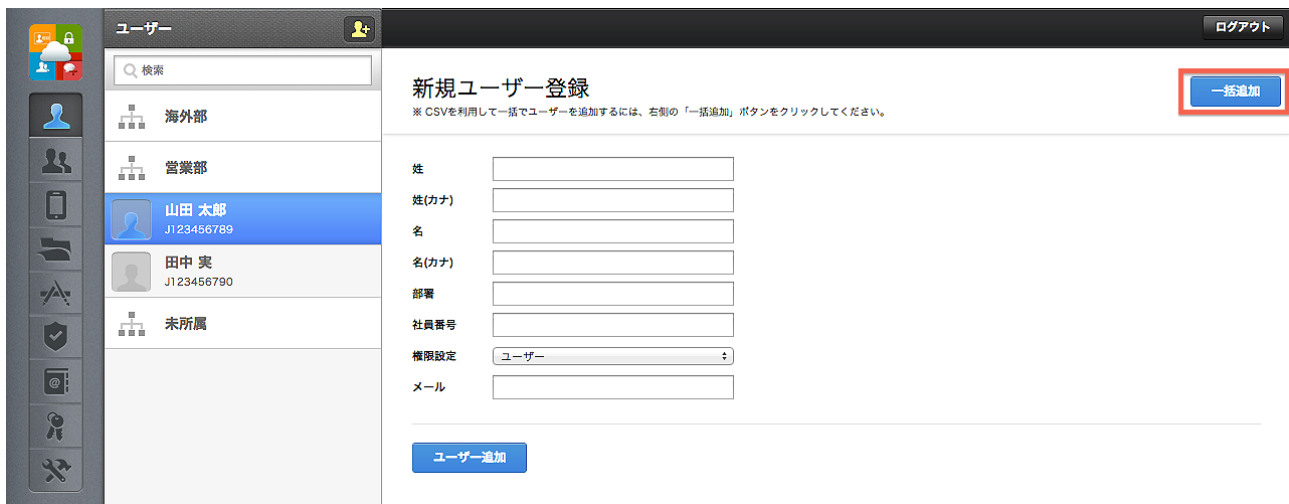 ユーザー
検索
海外部
営業部
山田 太郎
J123456789
田中 実
J123456790
未所属
ログアウト
新規ユーザー登録
一括追加
※ CSVを利用して一括でユーザーを追加するには、右側の「一括追加」ボタンをクリックしてください。
姓
姓(カナ)
名
名(カナ)
部署
社員番号
権限設定 ユーザー
メール
ユーザー追加